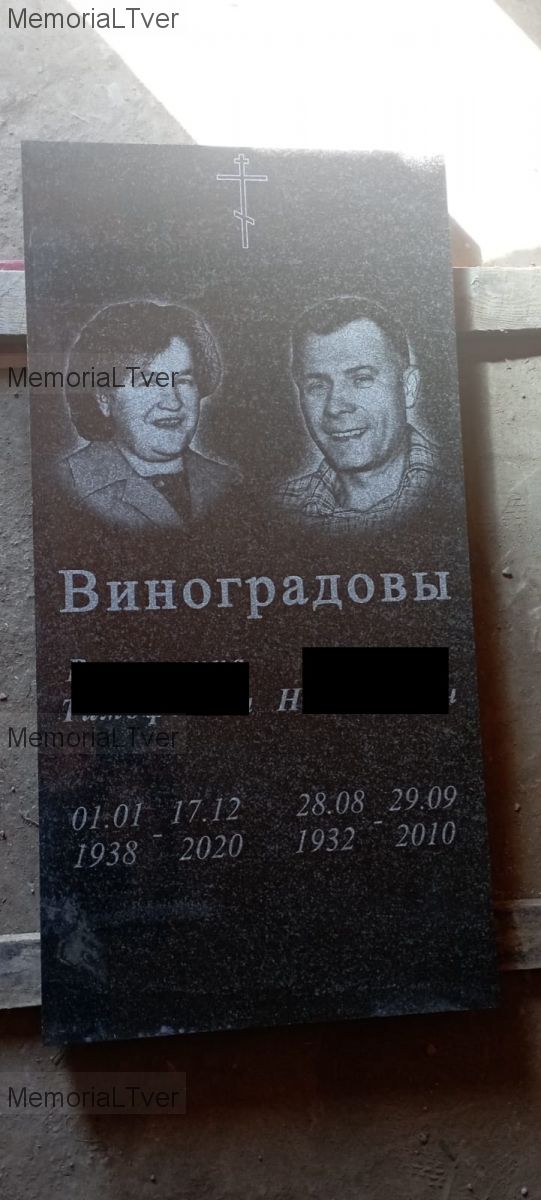 MemoriaLTver
MemoriaLTver
Виноградовы
MemoriaLTver
01.01 - 17.12 28.08 - 29.09
1938 2020 1932 2010
MemoriaLTver